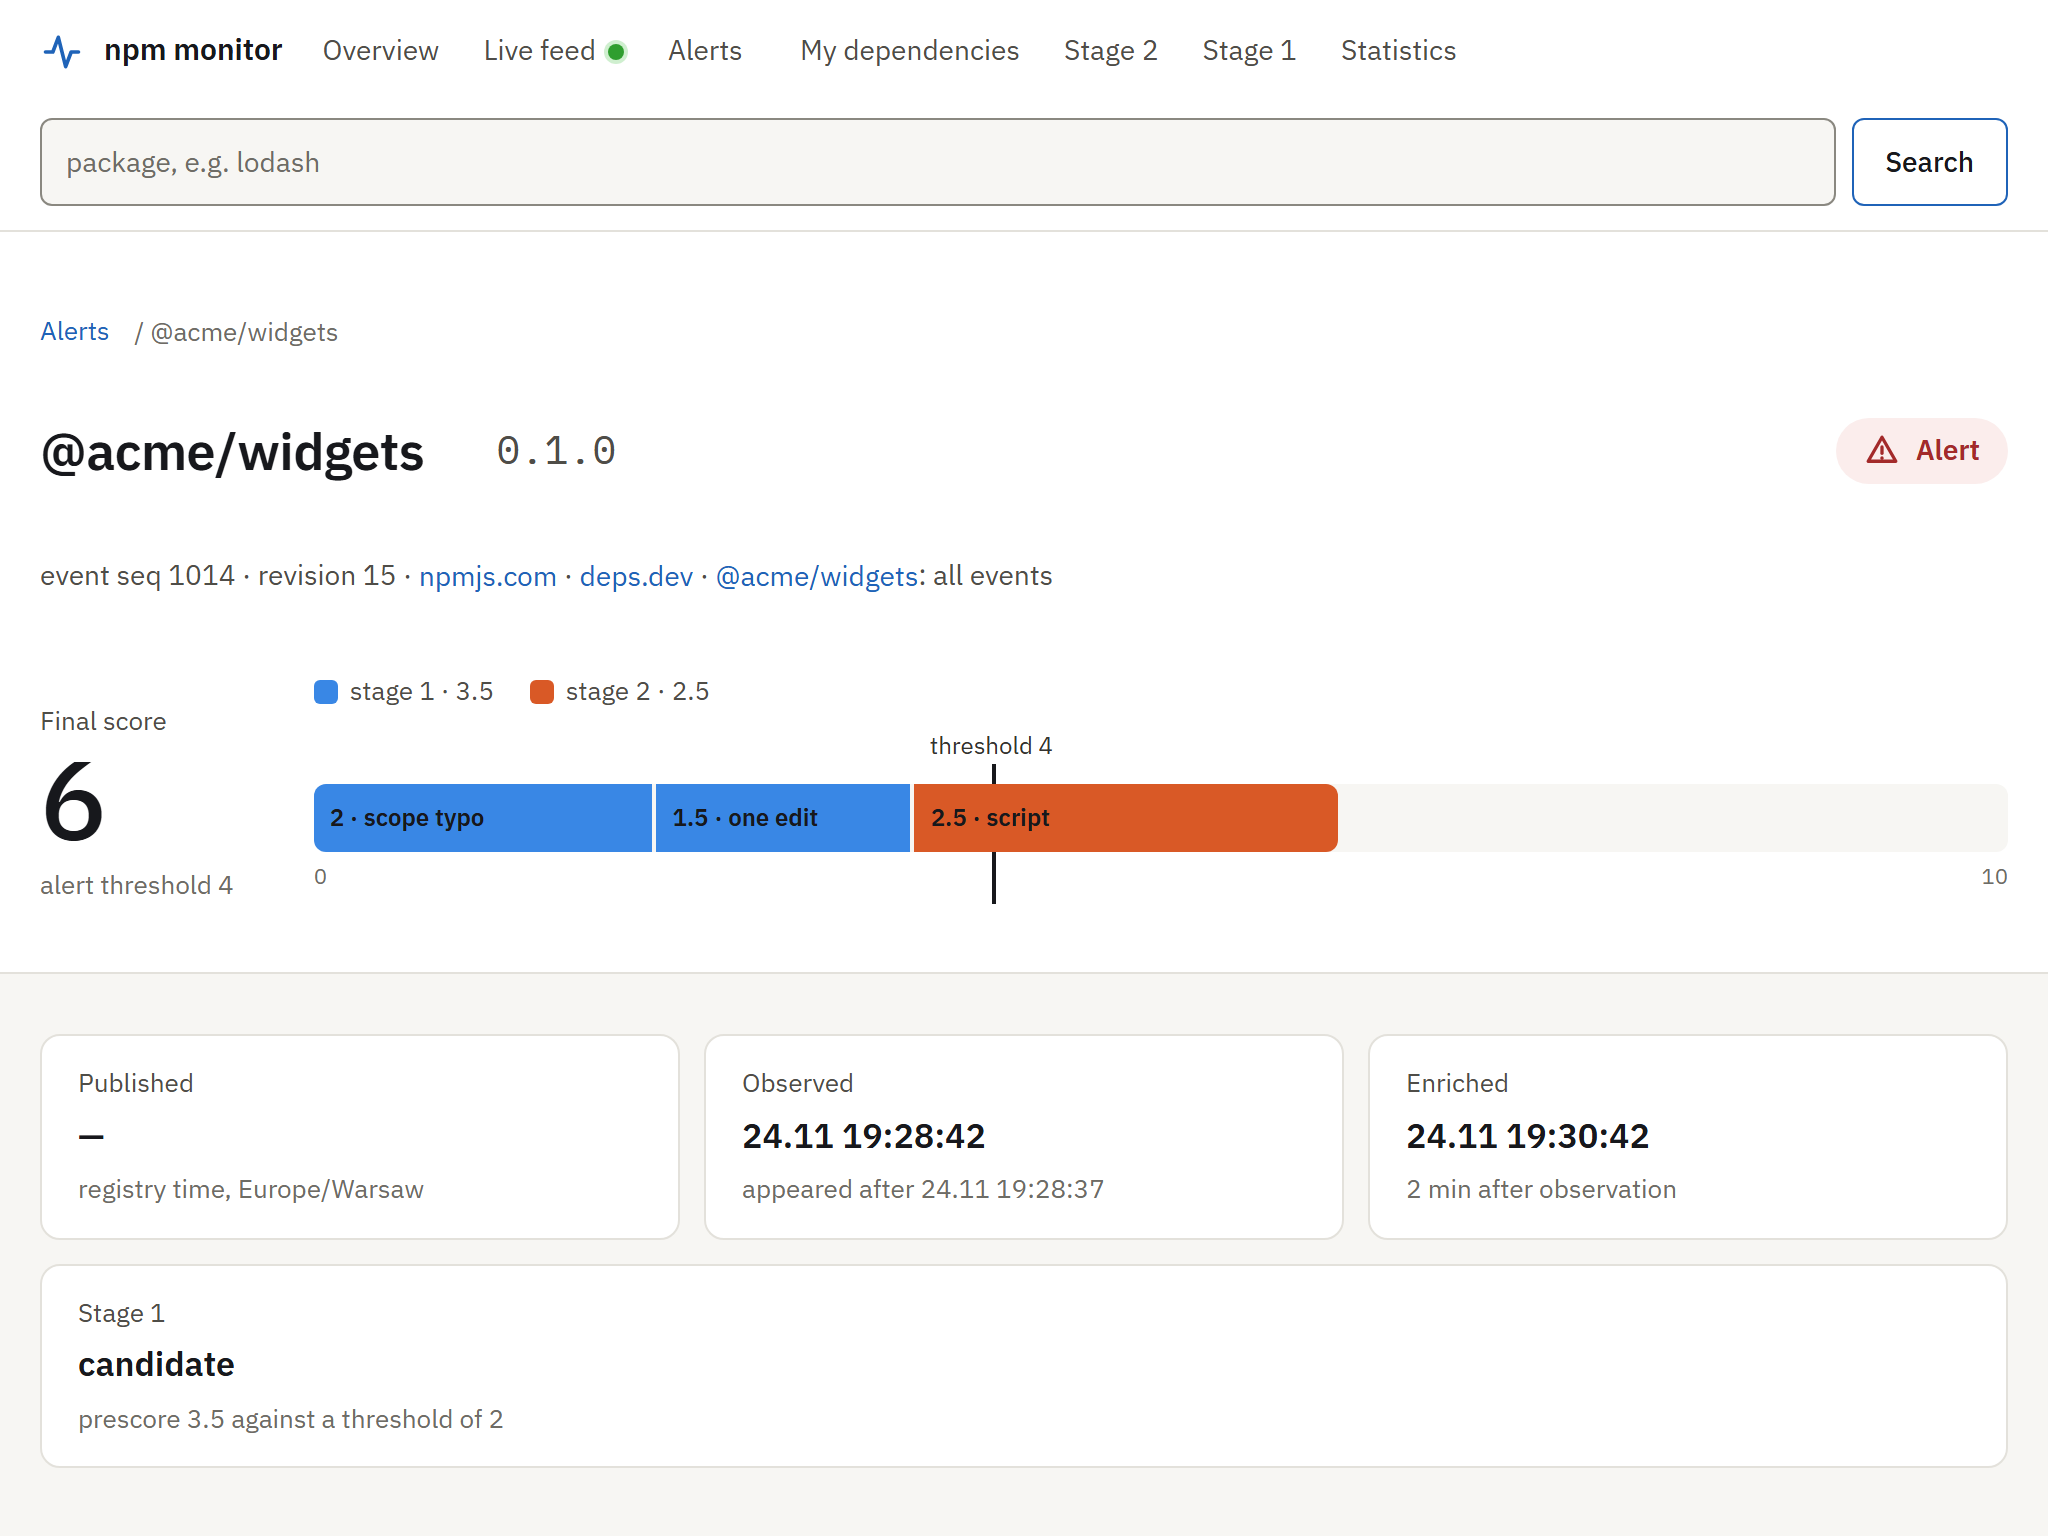 npm monitor Overview Live feed Alerts My dependencies Stage 2 Stage 1 Statistics
package, e.g. lodash Search
Alerts / @acme/widgets
@acme/widgets 0.1.0 Alert
event seq 1014 · revision 15 · npmjs.com · deps.dev · @acme/widgets: all events
stage 1 · 3.5 stage 2 · 2.5
Final score
threshold 4
6
2 · scope typo 1.5 · one edit 2.5 · script
alert threshold 4
0 10
Published
—
registry time, Europe/Warsaw
Observed
24.11 19:28:42
appeared after 24.11 19:28:37
Enriched
24.11 19:30:42
2 min after observation
Stage 1
candidate
prescore 3.5 against a threshold of 2